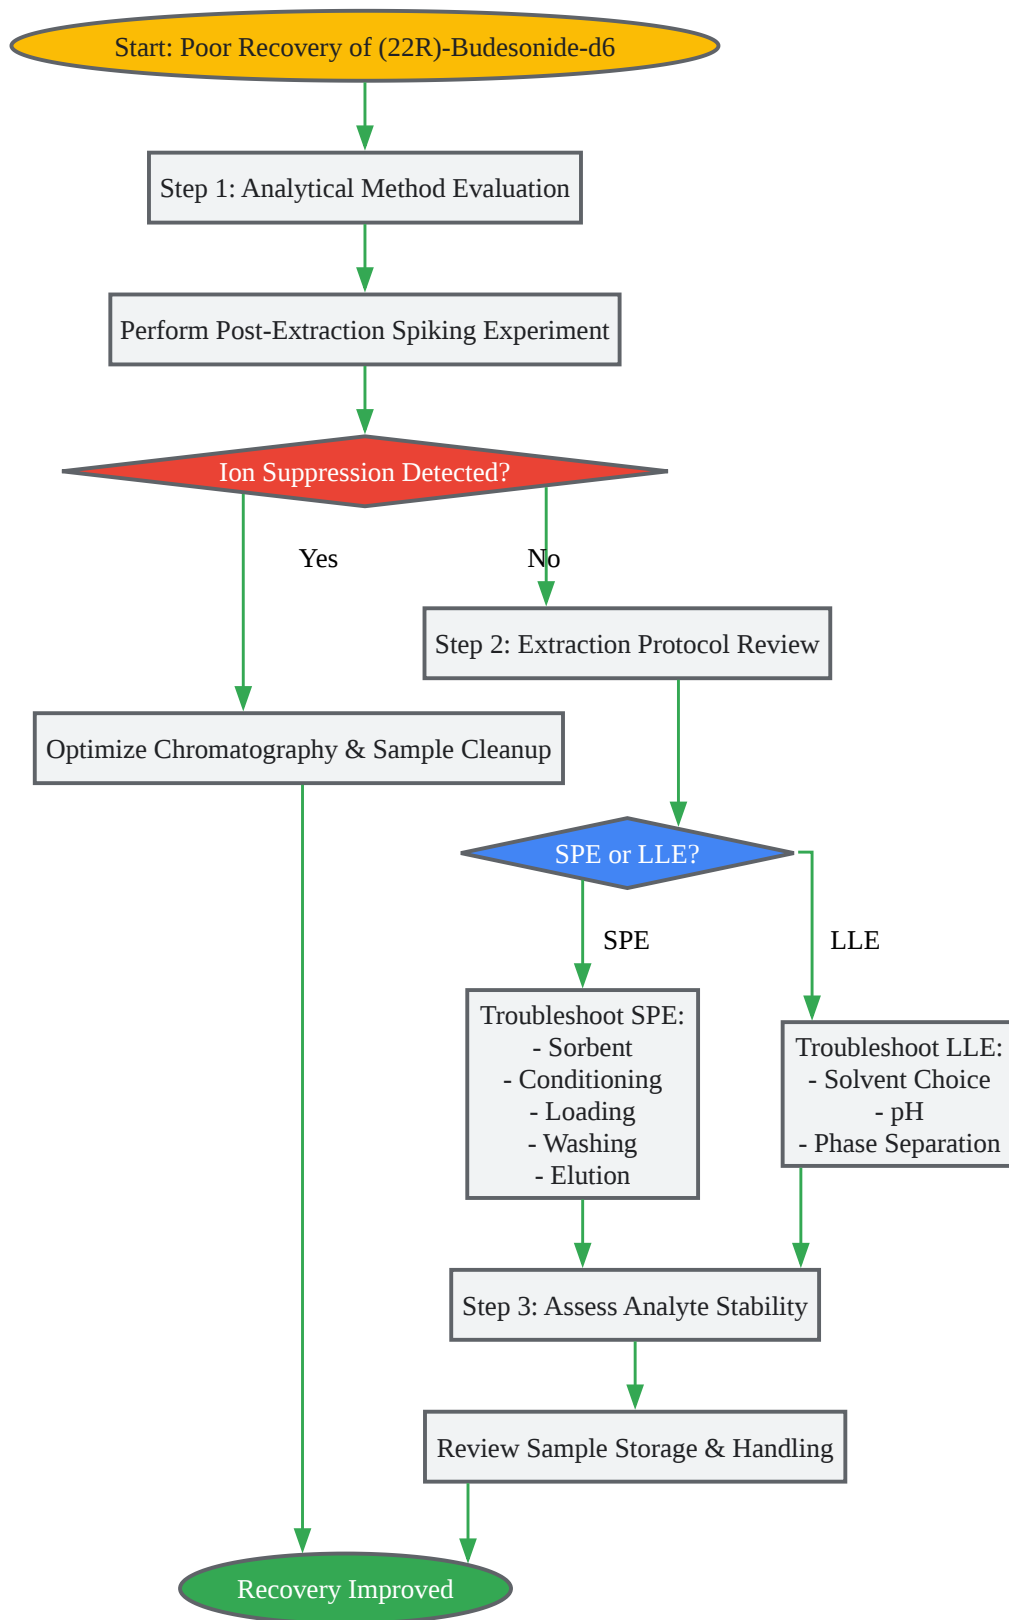 Start: Poor Recovery of (22R)-Budesonide-d6
Step 1: Analytical Method Evaluation
Perform Post-Extraction Spiking Experiment
Ion Suppression Detected?
Yes
No
Step 2: Extraction Protocol Review
Optimize Chromatography & Sample Cleanup
SPE or LLE?
SPE
LLE
Troubleshoot SPE:
- Sorbent
- Conditioning
- Loading
- Washing
- Elution
Troubleshoot LLE:
- Solvent Choice
- pH
- Phase Separation
Step 3: Assess Analyte Stability
Review Sample Storage & Handling
Recovery Improved